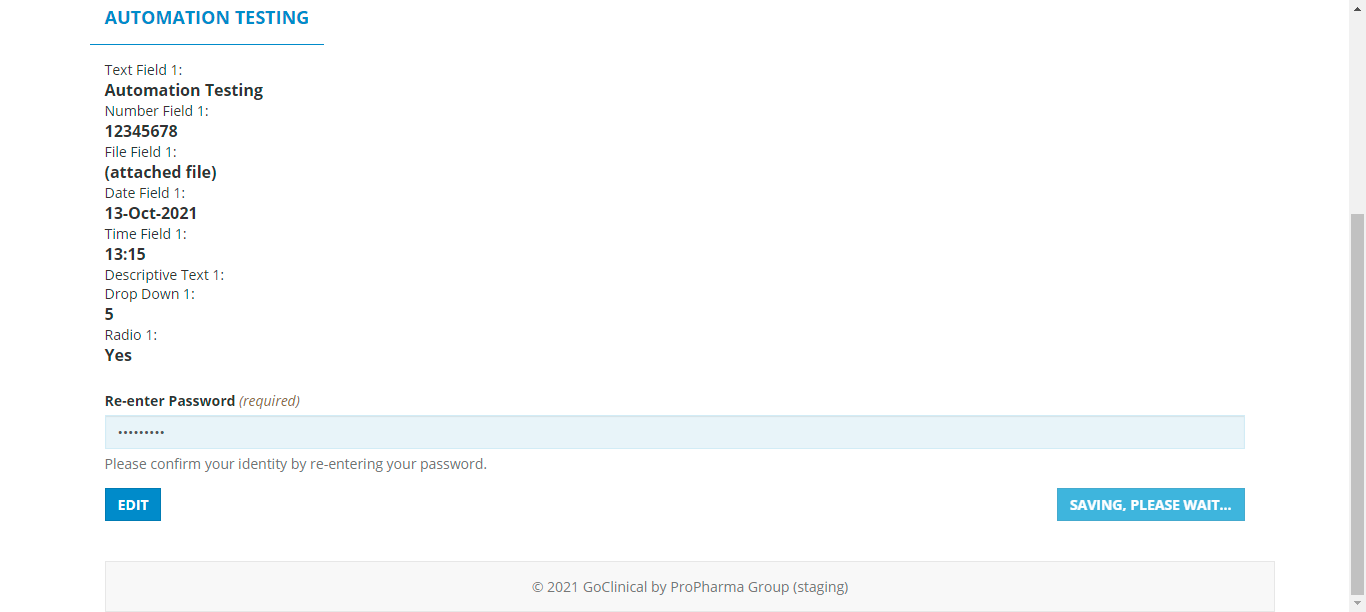 AUTOMATION TESTING
Text Field 1:
Automation Testing
Number Field 1:
12345678
File Field 1:
(attached file)
Date Field 1:
13-Oct-2021
Time Field 1:
13:15
Descriptive Text 1:
Drop Down 1:
5
Radio 1:
Yes
Re-enter Password (required)
•••••••••
Please confirm your identity by re-entering your password.
EDIT SAVING, PLEASE WAIT...
© 2021 GoClinical by ProPharma Group (staging)